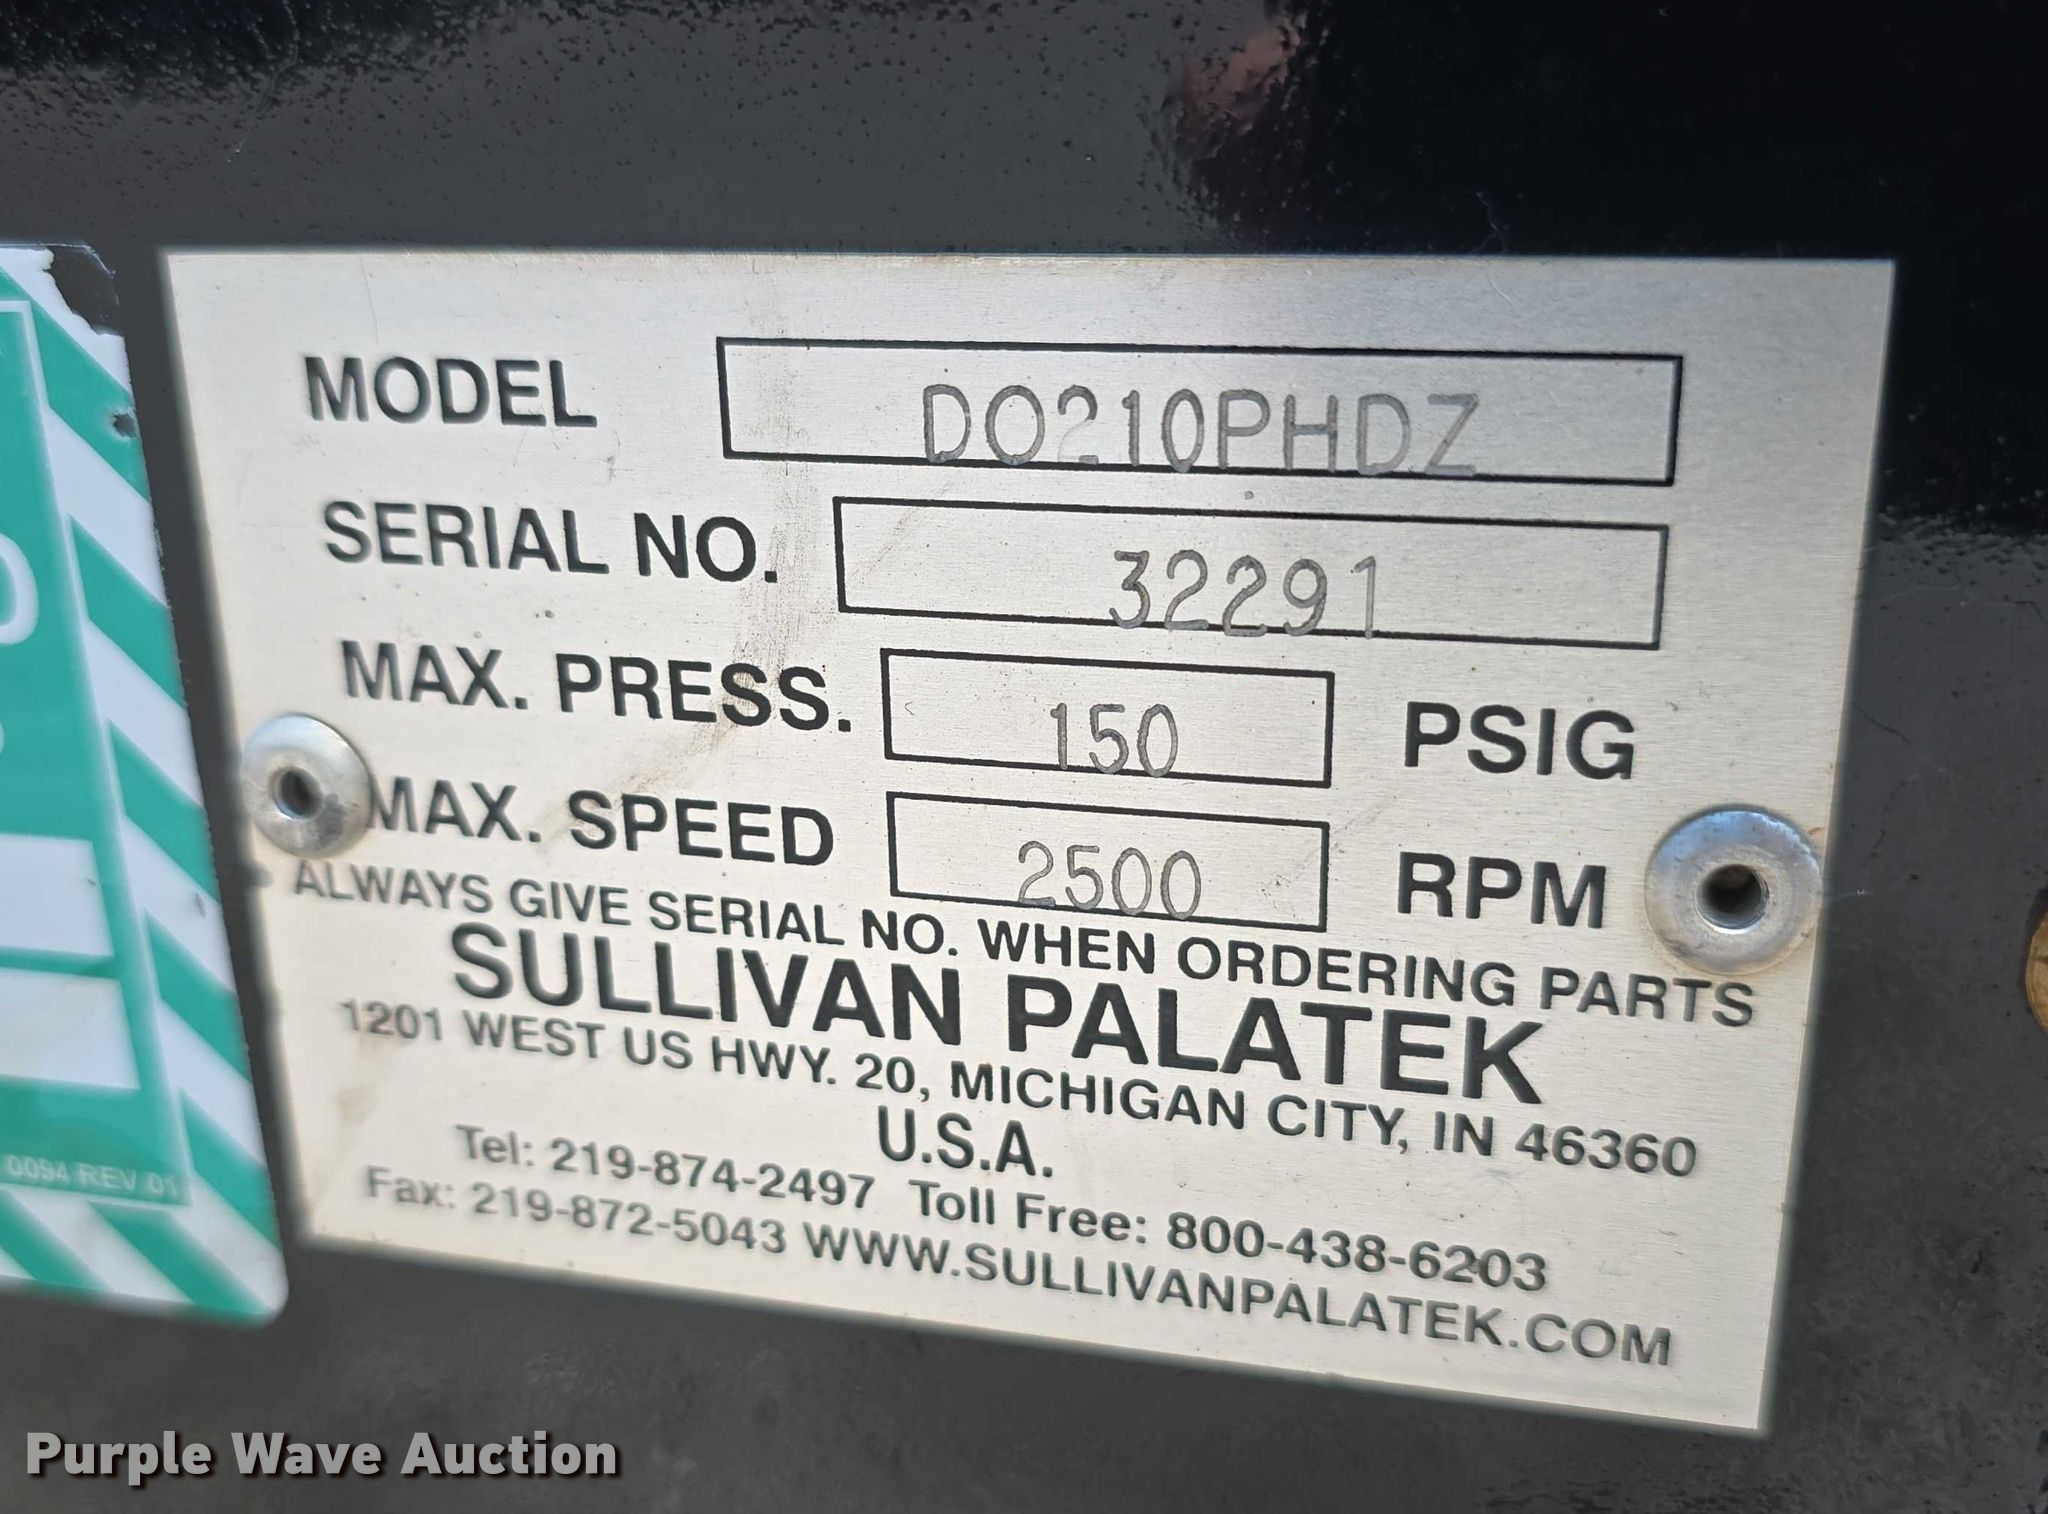 MODEL DO210PHDZ
SERIAL NO. 32291
MAX. PRESS. 150 PSIG
MAX. SPEED 2500 RPM
ALWAYS GIVE SERIAL NO. WHEN ORDERING PARTS
SULLIVAN PALATEK
1201 WEST US HWY. 20, MICHIGAN CITY, IN 46360
U.S.A.
Tel: 219-874-2497 Toll Free: 800-438-6203
Fax: 219-872-5043 WWW.SULLIVANPALATEK.COM
0094 REV 01
Purple Wave Auction